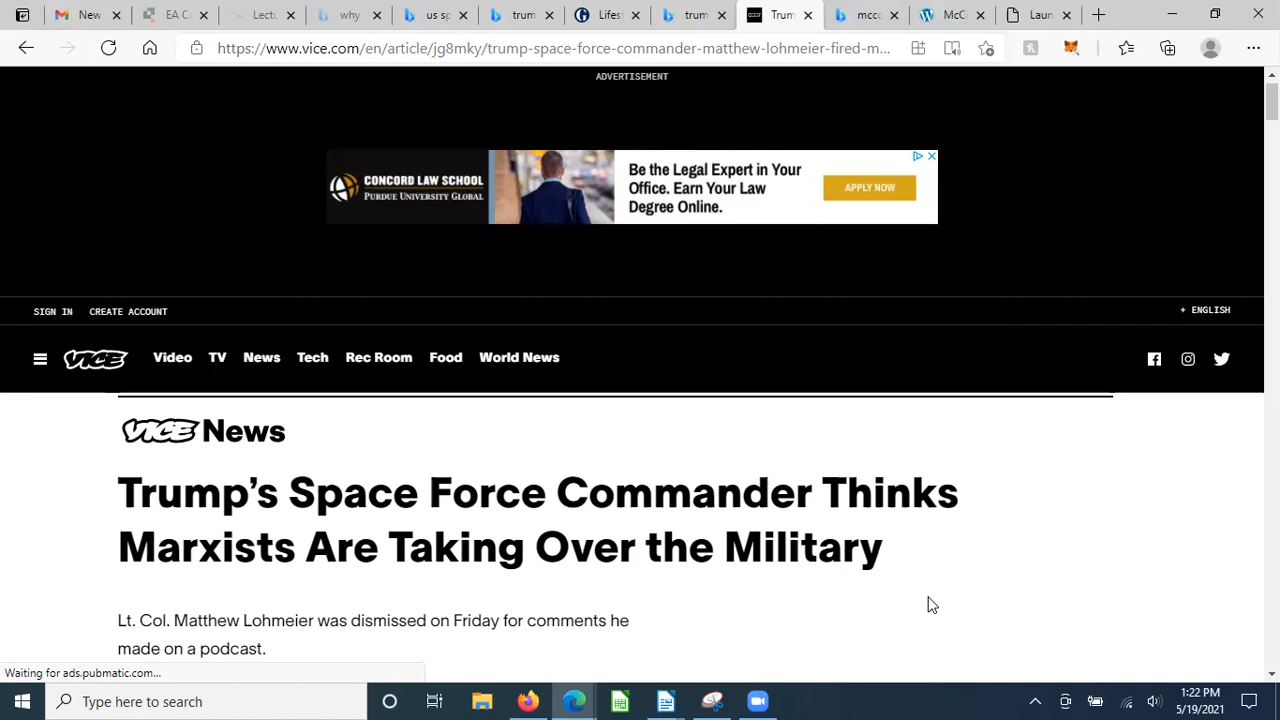 New
EA Co
Lectu
why
us sp
trum
Lifest
trum
Trum
mcco
McC
Laun
https://www.vice.com/en/article/jg8mky/trump-space-force-commander-matthew-lohmeier-fired-m...
ADVERTISEMENT
CONCORD LAW SCHOOL
PURDUE UNIVERSITY GLOBAL
Be the Legal Expert in Your
Office. Earn Your Law
Degree Online.
APPLY NOW
SIGN IN
CREATE ACCOUNT
+ ENGLISH
VICE
Video
TV
News
Tech
Rec Room
Food
World News
VICE News
Trump's Space Force Commander Thinks
Marxists Are Taking Over the Military
Lt. Col. Matthew Lohmeier was dismissed on Friday for comments he
made on a podcast.
Waiting for ads.pubmatic.com...
Type here to search
1:22 PM
5/19/2021